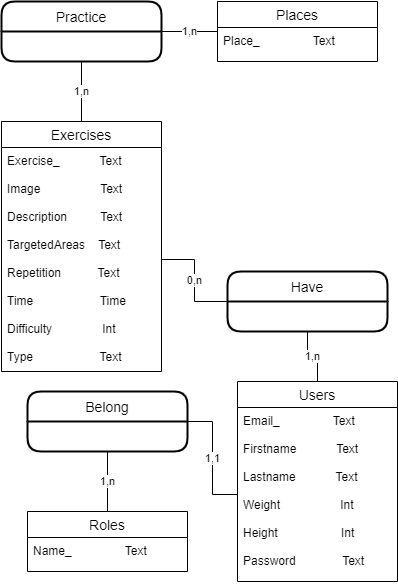 Practice
Places
1,n
Place_ Text
1,n
Exercises
Exercise_ Text
Image Text
Description Text
TargetedAreas Text
Repetition Text
Time Time
Difficulty Int
Type Text
0,n
Have
1,n
Belong
Users
1,1
Email_ Text
Firstname Text
Lastname Text
Weight Int
Height Int
Password Text
1,n
Roles
Name_ Text